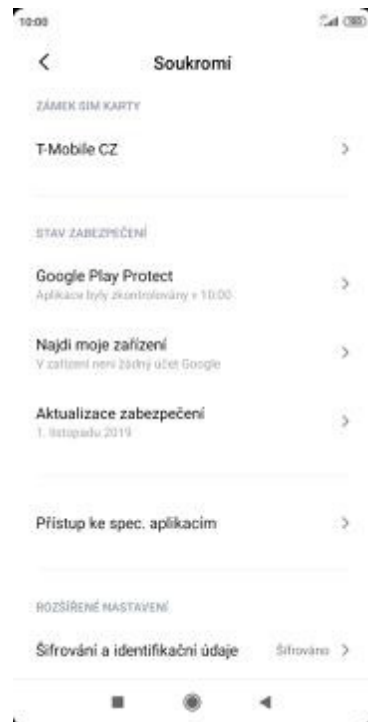 10:00
Soukromí
ZÁMEK SIM KARTY
T-Mobile CZ
STAV ZABEZPEČENÍ
Google Play Protect
Aplikace byly zkontrolovány v 10:00
Najdi moje zařízení
V zařízení není žádný účet Google
Aktualizace zabezpečení
1. listopadu 2019
Přístup ke spec. aplikacím
ROZŠÍŘENÉ NASTAVENÍ
Šifrování a identifikační údaje Šifrováno